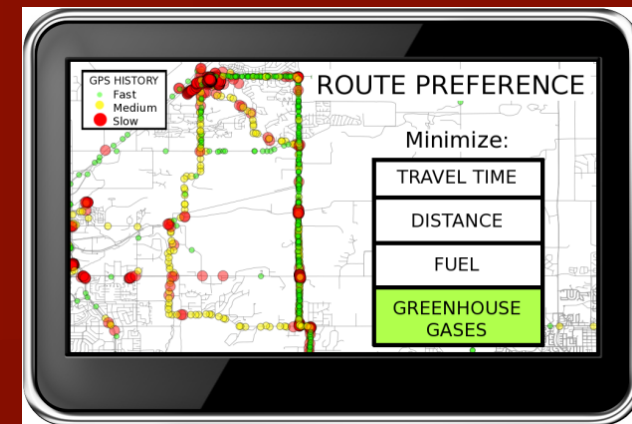 GPS HISTORY
Fast
Medium
Slow
ROUTE PREFERENCE
Minimize:
TRAVEL TIME
DISTANCE
FUEL
GREENHOUSE
GASES